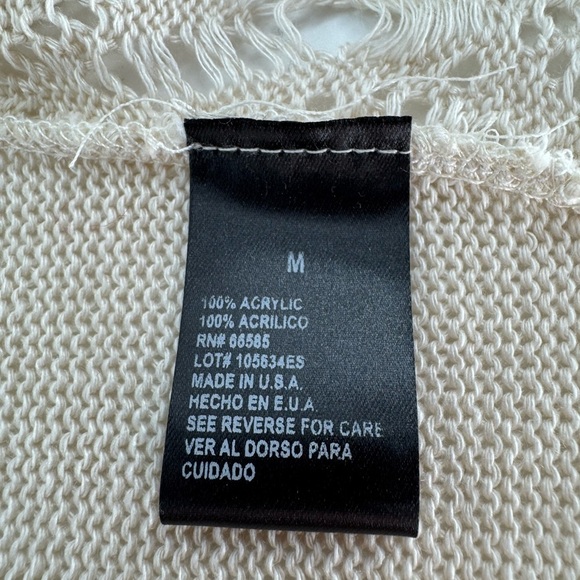 M
100% ACRYLIC
100% ACRILICO
RN# 66585
LOT# 105634ES
MADE IN U.S.A.
HECHO EN E.U.A.
SEE REVERSE FOR CARE
VER AL DORSO PARA
CUIDADO